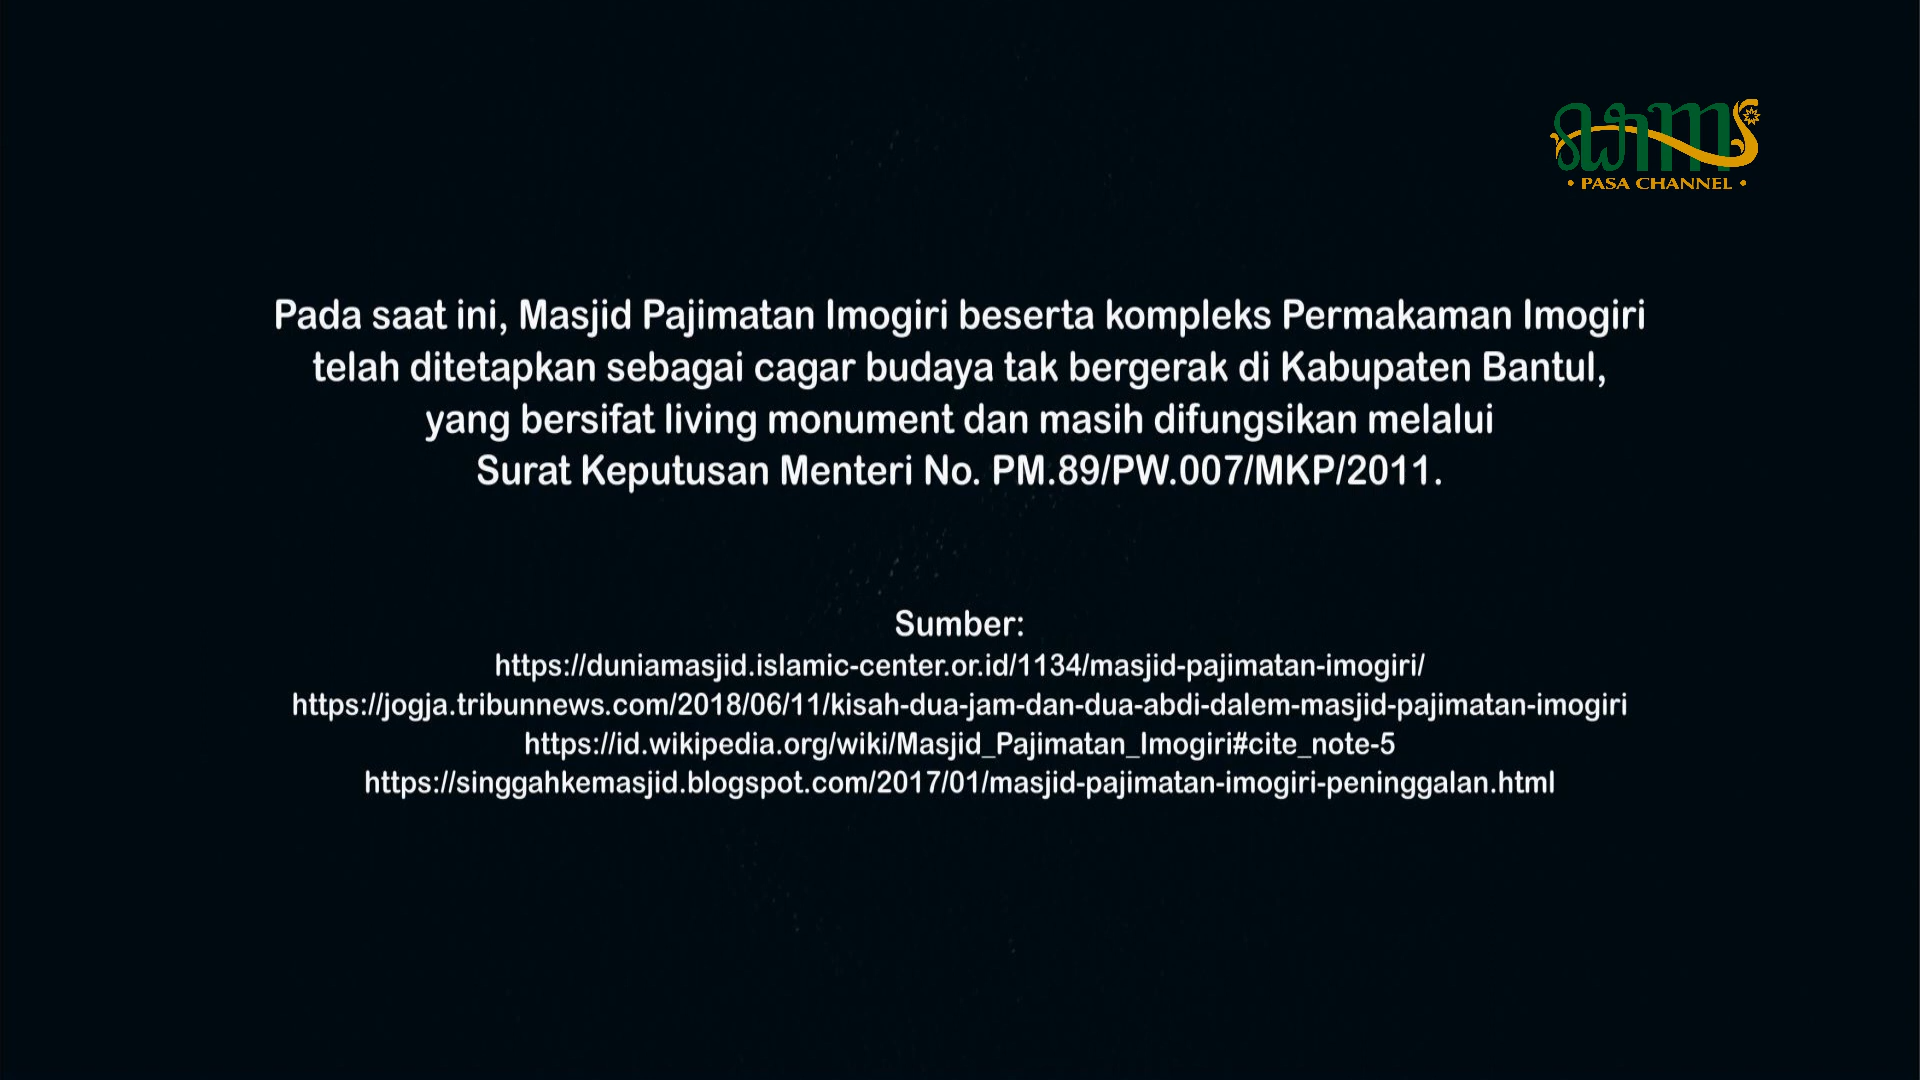 • PASA CHANNEL •
Pada saat ini, Masjid Pajimatan Imogiri beserta kompleks Permakaman Imogiri
telah ditetapkan sebagai cagar budaya tak bergerak di Kabupaten Bantul,
yang bersifat living monument dan masih difungsikan melalui
Surat Keputusan Menteri No. PM.89/PW.007/MKP/2011.
Sumber:
https://duniamasjid.islamic-center.or.id/1134/masjid-pajimatan-imogiri/
https://jogja.tribunnews.com/2018/06/11/kisah-dua-jam-dan-dua-abdi-dalem-masjid-pajimatan-imogiri
https://id.wikipedia.org/wiki/Masjid_Pajimatan_Imogiri#cite_note-5
https://singgahkemasjid.blogspot.com/2017/01/masjid-pajimatan-imogiri-peninggalan.html